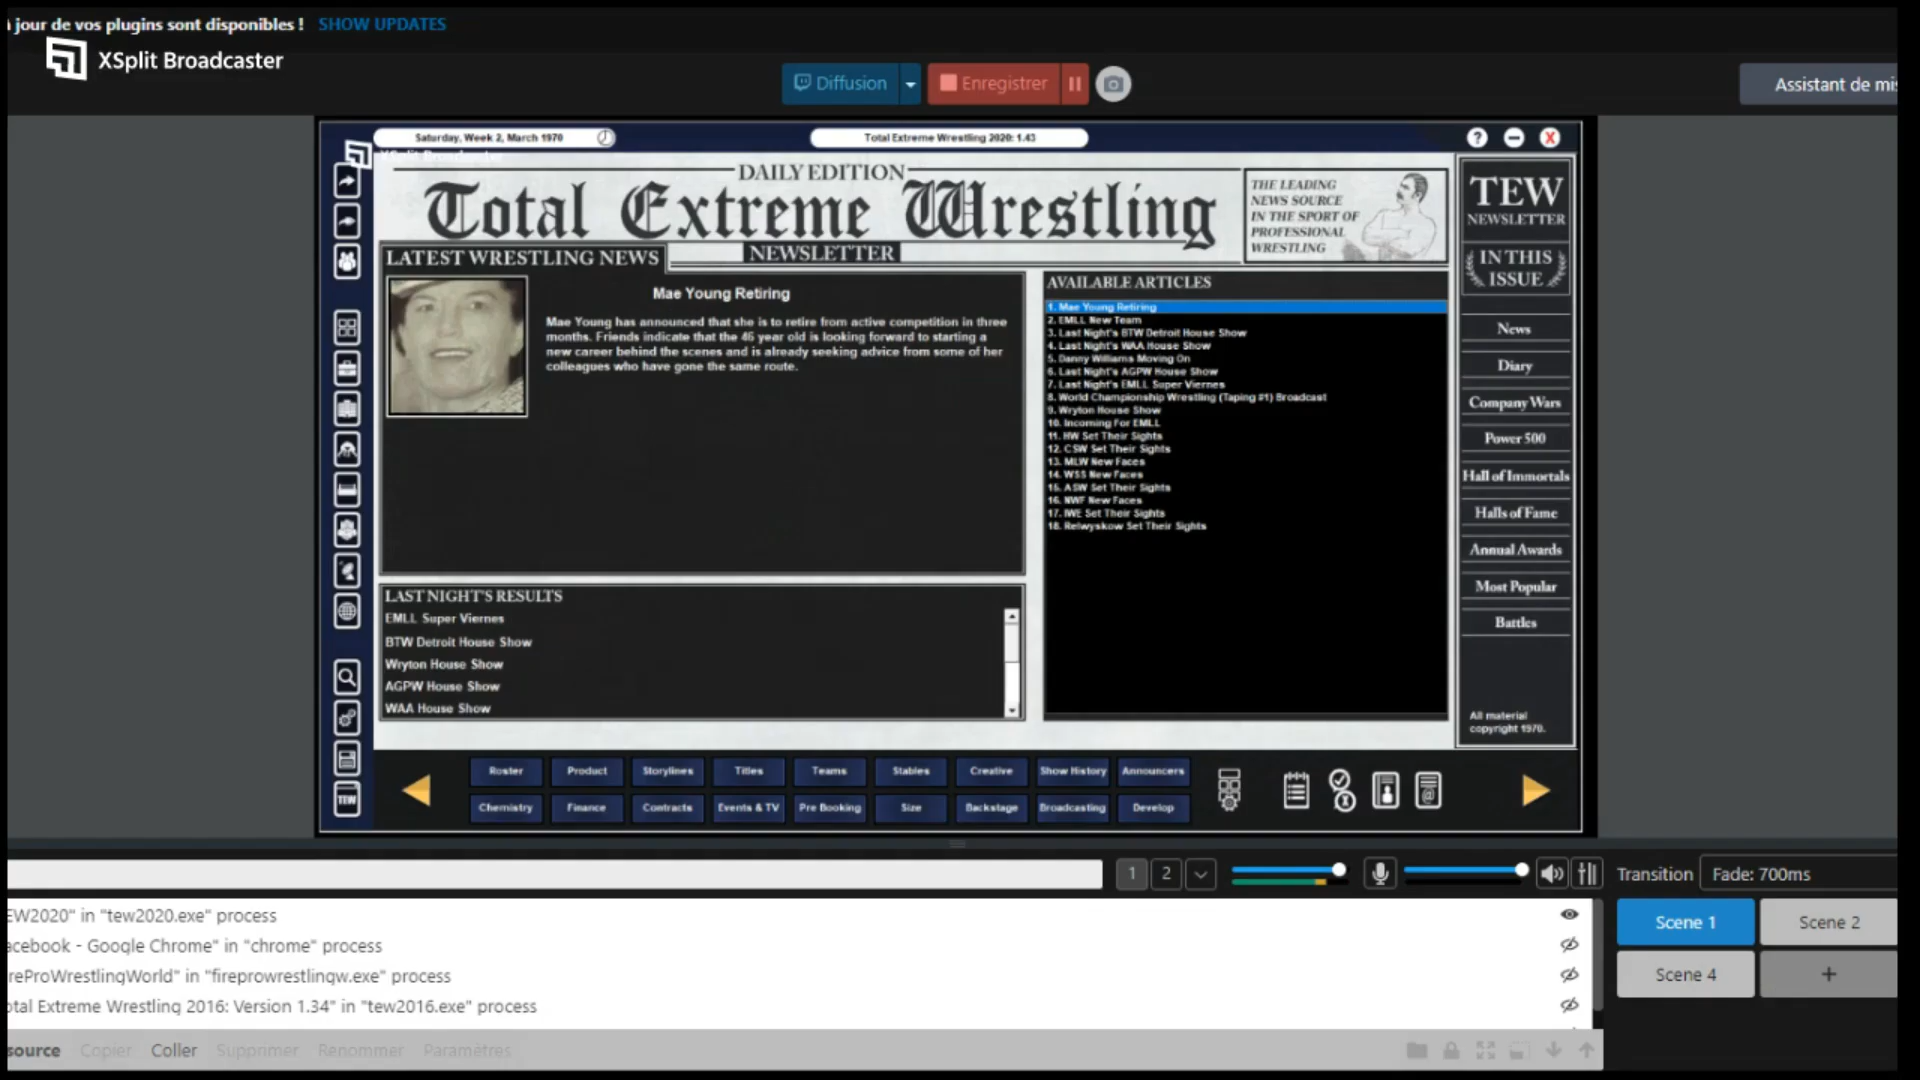 jour de vos plugins sont disponibles ! SHOW UPDATES
XSplit Broadcaster
Diffusion
Enregistrer
Assistant de mis
Saturday, Week 2, March 1970
Total Extreme Wrestling 2020: 1.43
XSplit Broadcaster
DAILY EDITION
Total Extreme Wrestling
NEWSLETTER
THE LEADING
NEWS SOURCE
IN THE SPORT OF
PROFESSIONAL
WRESTLING
TEW
NEWSLETTER
IN THIS
ISSUE
LATEST WRESTLING NEWS
Mae Young Retiring
Mae Young has announced that she is to retire from active competition in three
months. Friends indicate that the 46 year old is looking forward to starting a
new career behind the scenes and is already seeking advice from some of her
colleagues who have gone the same route.
AVAILABLE ARTICLES
1. Mae Young Retiring
2. EMLL New Team
3. Last Night's BTW Detroit House Show
4. Last Night's WAA House Show
5. Danny Williams Moving On
6. Last Night's AGPW House Show
7. Last Night's EMLL Super Viernes
8. World Championship Wrestling (Taping #1) Broadcast
9. Wryton House Show
10. Incoming For EMLL
11. HW Set Their Sights
12. CSW Set Their Sights
13. MLW New Faces
14. WSS New Faces
15. ASW Set Their Sights
16. NWF New Faces
17. IWE Set Their Sights
18. Relwyskow Set Their Sights
News
Diary
Company Wars
Power 500
Hall of Immortals
Halls of Fame
Annual Awards
Most Popular
Battles
All material
copyright 1970.
LAST NIGHT'S RESULTS
EMLL Super Viernes
BTW Detroit House Show
Wryton House Show
AGPW House Show
WAA House Show
TEW
Roster Product Storylines Titles Teams Stables Creative Show History Announcers
Chemistry Finance Contracts Events & TV Pre Booking Size Backstage Broadcasting Develop
1 2
Transition Fade: 700ms
EW2020" in "tew2020.exe" process
acebook - Google Chrome" in "chrome" process
reProWrestlingWorld" in "fireprowrestlingw.exe" process
otal Extreme Wrestling 2016: Version 1.34" in "tew2016.exe" process
Scene 1 Scene 2
Scene 4 +
source Copier Coller Supprimer Renommer Paramètres